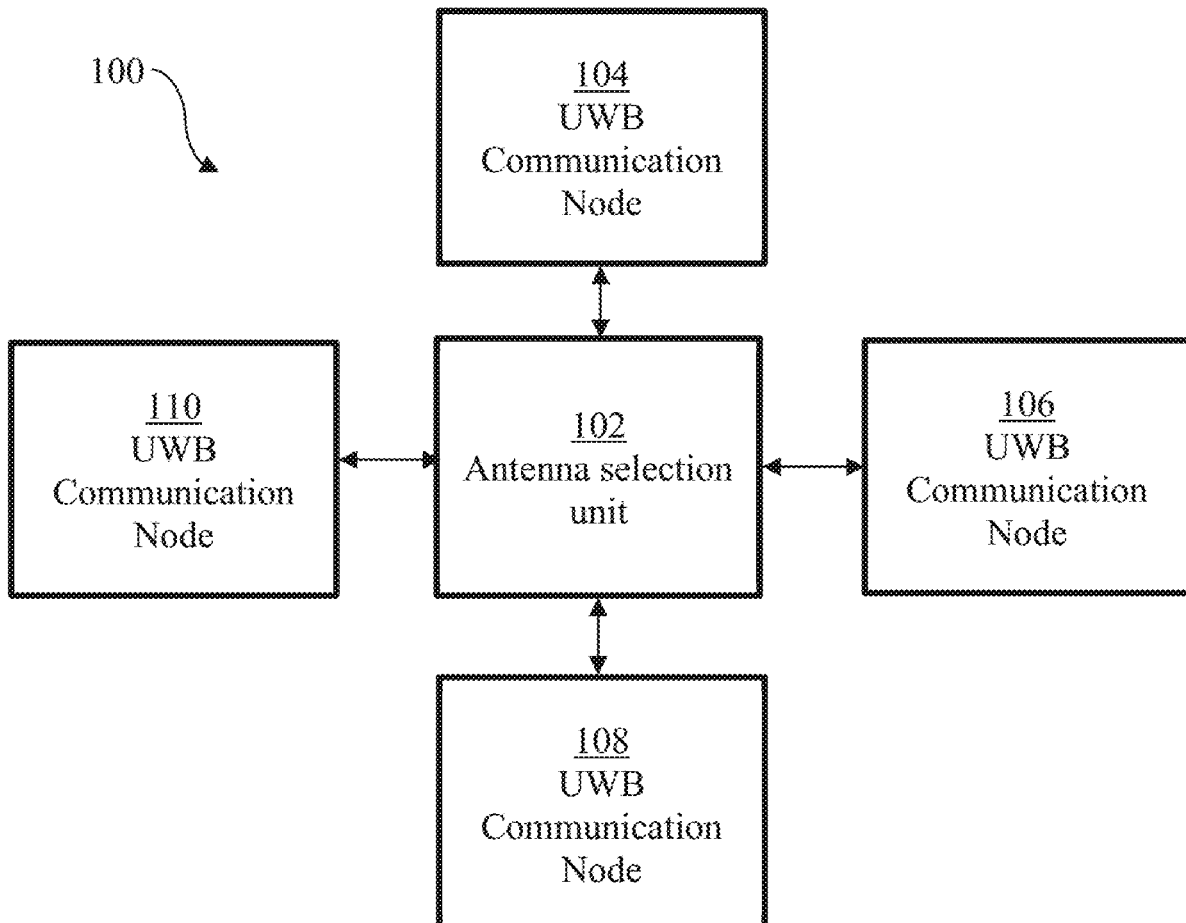 100
104
UWB
Communication
Node
110
UWB
Communication
Node
102
Antenna selection
unit
106
UWB
Communication
Node
108
UWB
Communication
Node